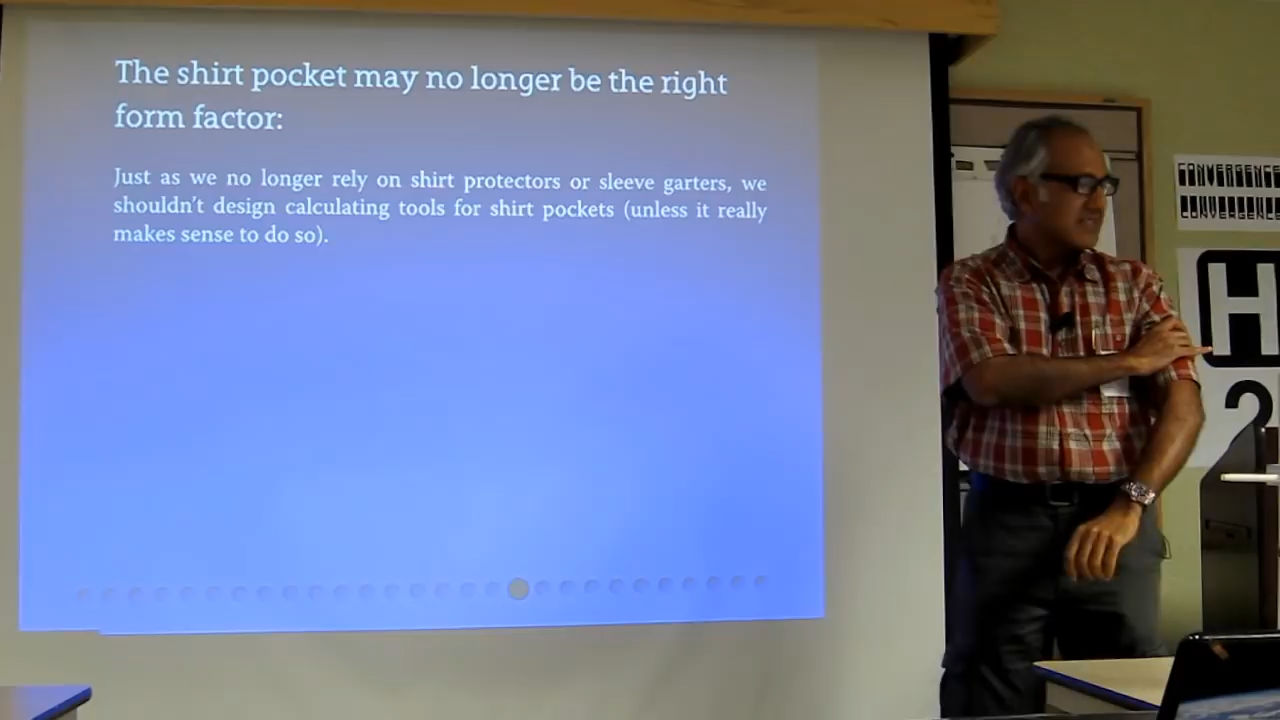 The shirt pocket may no longer be the right
form factor:
Just as we no longer rely on shirt protectors or sleeve garters, we
shouldn't design calculating tools for shirt pockets (unless it really
makes sense to do so).
CONVERGENCE
CONVERGENCE
H
2